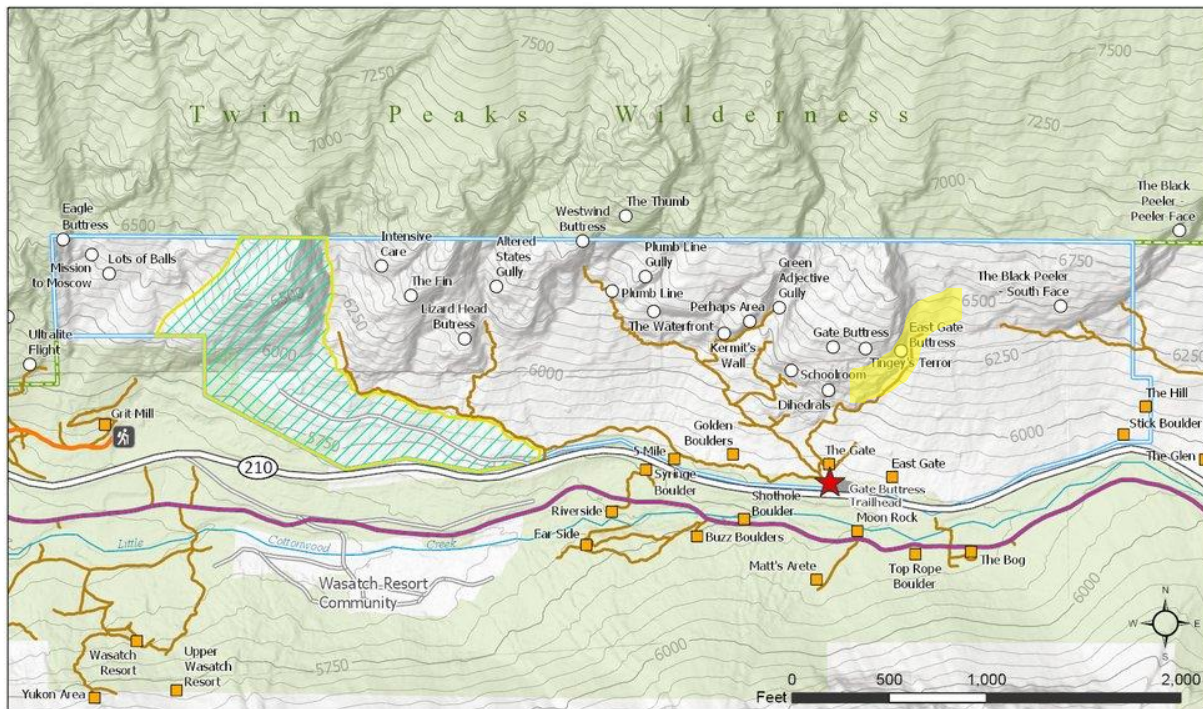 7500
7500
7250
Twin Peaks Wilderness
7250
7000
7000
The Black
Peeler -
Peeler Face
The Thumb
Westwind
Buttress
Eagle
Buttress
6500
Intensive
Care
Altered
States
Gully
Plumb Line
Gully
Green
Adjective
Gully
6750
Lots of Balls
Mission
to Moscow
The Fin
Plumb Line
The Black Peeler
- South Face
6500
6500
Perhaps Area
Lizard Head
Butress
6250
The Waterfront
Gate Buttress
East Gate
Buttress
Kermit's
Wall
Ultralite
Flight
6000
6000
Tingey's Terror
6250
6250
Schoolroom
Dihedrals
The Hill
Grit Mill
5750
Golden
Boulders
6000
Stick Boulder
5 Mile
The Gate
The Glen
210
Syringe
Boulder
East Gate
Gate Buttress
Trailhead
Shothole
Boulder
Riverside
Moon Rock
Little Cottonwood Creek
Ear Side
Buzz Boulders
Matt's Arete
Top Rope
Boulder
The Bog
Wasatch Resort
Community
6000
N
W E
S
Wasatch
Resort
Upper
Wasatch
Resort
5750
6000
Yukon Area
0 500 1,000 2,000
Feet